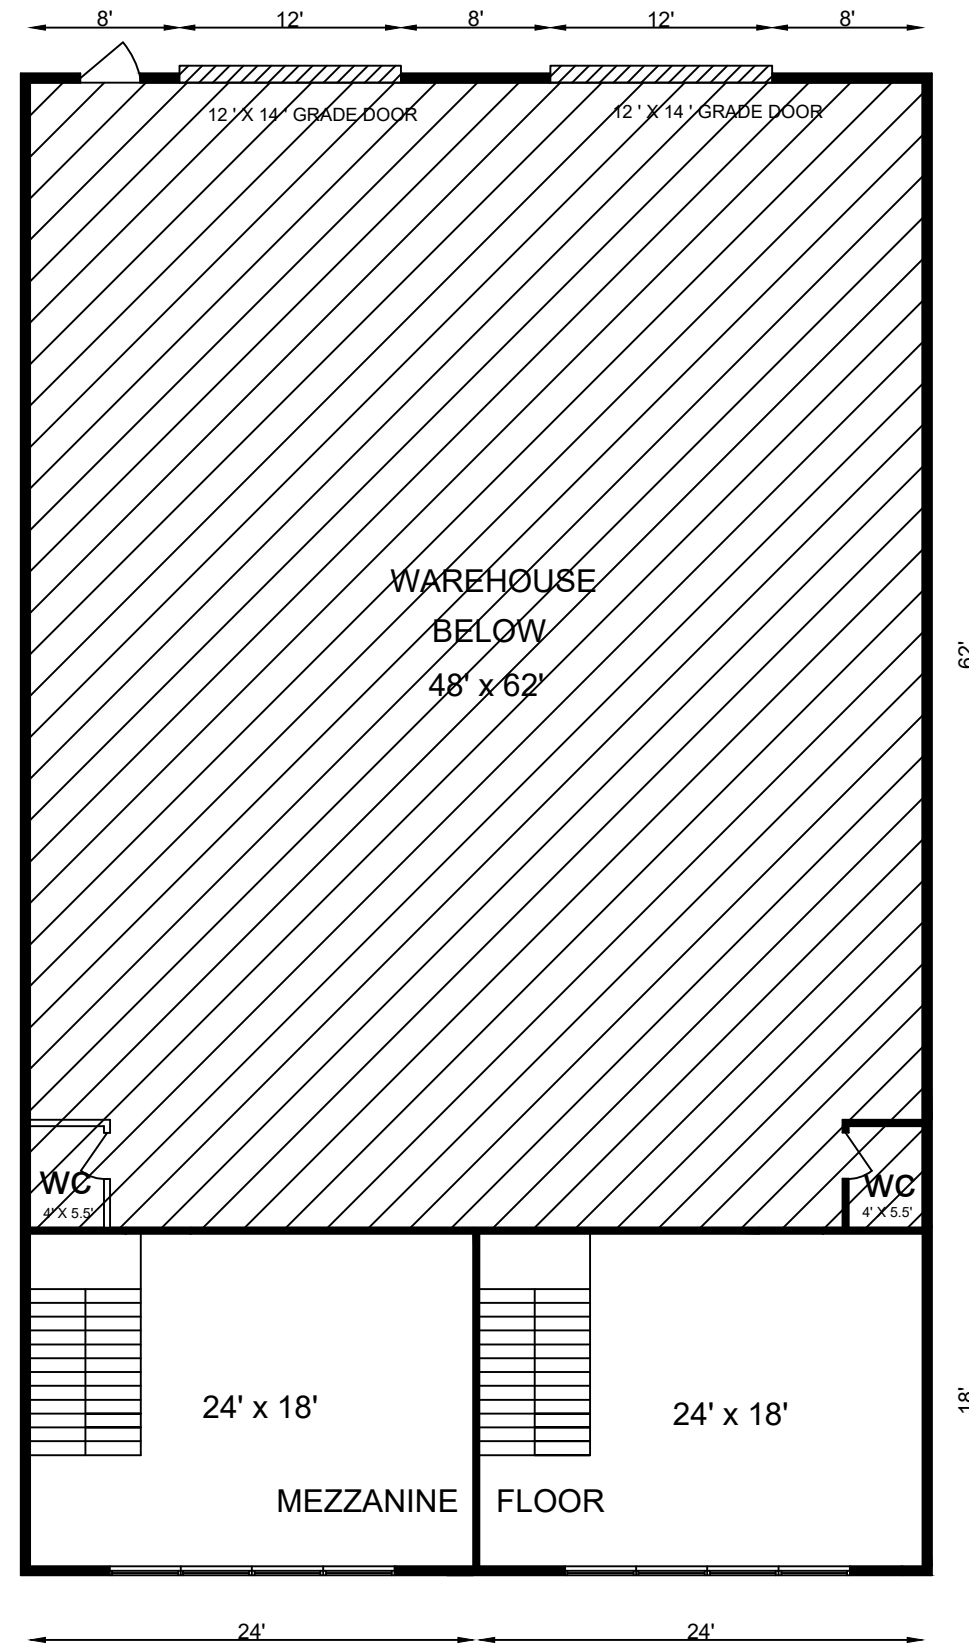 8' 12' 8' 12' 8'
12 ' X 14 ' GRADE DOOR
12 ' X 14 ' GRADE DOOR
WAREHOUSE
BELOW
48' x 62'
62'
WC
4' X 5.5'
WC
4' X 5.5'
24' x 18'
24' x 18'
18'
MEZZANINE FLOOR
24' 24'